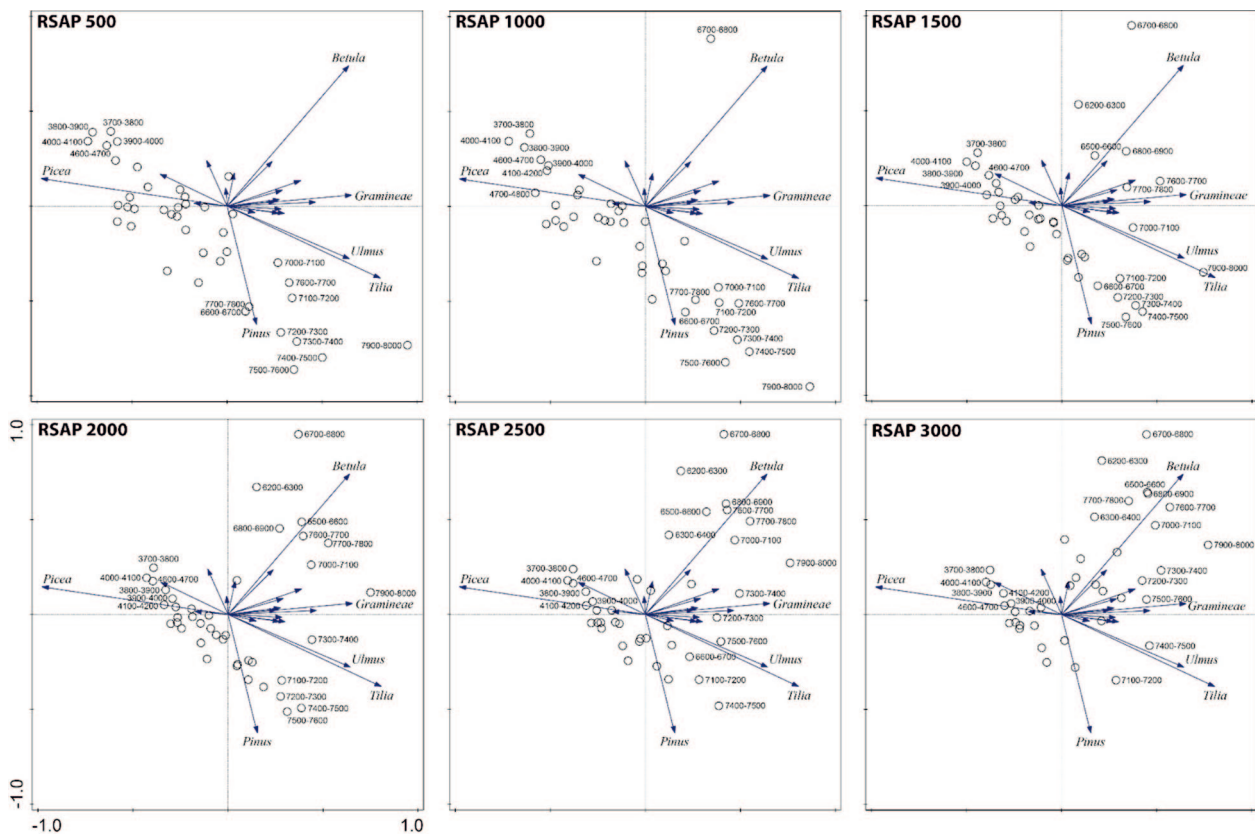 RSAP 500
Betula
3800-3900
3700-3800
4000-4100
3900-4000
4600-4700
Picea
Gramineae
Ulmus
7000-7100
Tilia
7600-7700
7100-7200
7700-7800
6600-6700
Pinus
7200-7300
7300-7400
7900-8000
7400-7500
7500-7600
RSAP 1000
6700-6800
Betula
3700-3800
4000-4100
3800-3900
4600-4700
3900-4000
4100-4200
Picea
4700-4800
Gramineae
Ulmus
7700-7800
7000-7100
Tilia
7600-7700
7100-7200
6600-6700
Pinus
7200-7300
7300-7400
7400-7500
7500-7600
7900-8000
RSAP 1500
6700-6800
Betula
6200-6300
3700-3800
6500-6600
6800-6900
4000-4100
4600-4700
3800-3900
7600-7700
Picea
3900-4000
7700-7800
Gramineae
7000-7100
Ulmus
7900-8000
7100-7200
Tilia
6600-6700
7200-7300
7300-7400
7400-7500
Pinus
7500-7600
1.0
-1.0
-1.0
1.0
RSAP 2000
6700-6800
Betula
6200-6300
6800-6900
6500-6600
7600-7700
7700-7800
3700-3800
7000-7100
4000-4100
4600-4700
Picea
3800-3900
7900-8000
3900-4000
4100-4200
Gramineae
7300-7400
Ulmus
7100-7200
Tilia
7200-7300
7400-7500
7500-7600
Pinus
RSAP 2500
6700-6800
6200-6300
Betula
6800-6900
6500-6600
7600-7700
7700-7800
6300-6400
7000-7100
3700-3800
7900-8000
4000-4100
4600-4700
Picea
3800-3900
7300-7400
3900-4000
4100-4200
Gramineae
7200-7300
7500-7600
6600-6700
Ulmus
7100-7200
Tilia
7400-7500
Pinus
RSAP 3000
6700-6800
6200-6300
Betula
6500-6600
6800-6900
7700-7800
7600-7700
6300-6400
7000-7100
7900-8000
3700-3800
7300-7400
4000-4100
7200-7300
Picea
3800-3900
4100-4200
7500-7600
4600-4700
3900-4000
Gramineae
7400-7500
Ulmus
7100-7200
Tilia
Pinus